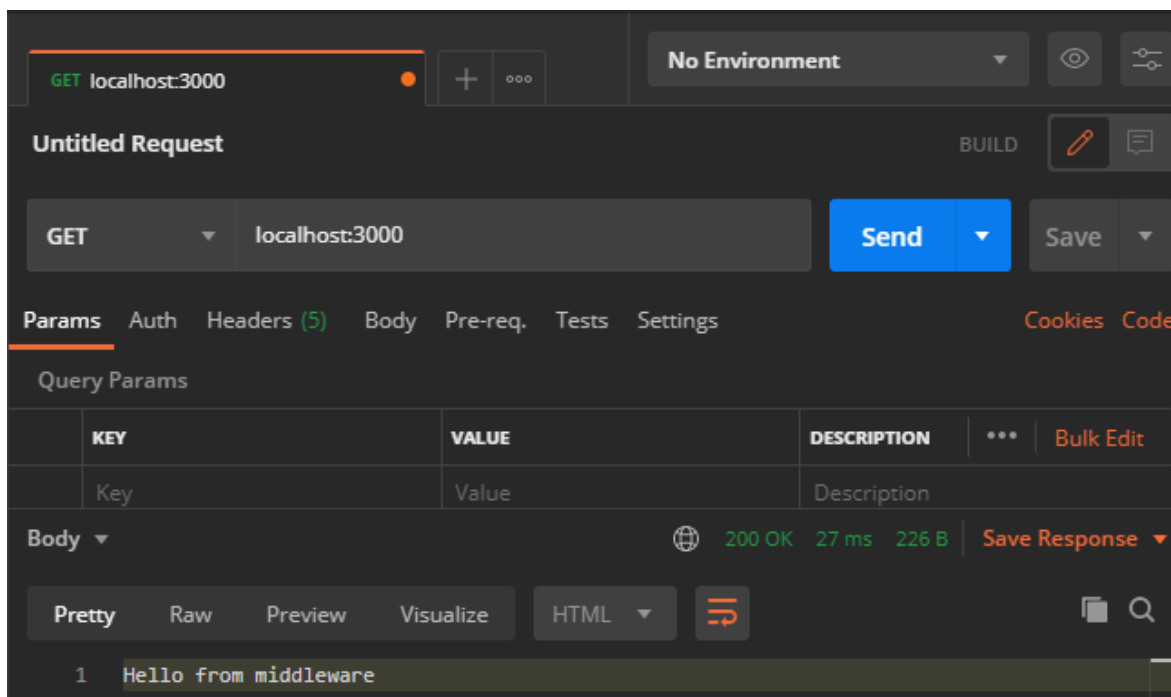 No Environment
GET localhost:3000
Untitled Request BUILD
GET localhost:3000 Send Save
Params Auth Headers (5) Body Pre-req. Tests Settings Cookies Code
Query Params
KEY VALUE DESCRIPTION Bulk Edit
Key Value Description
Body 200 OK 27 ms 226 B Save Response
Pretty Raw Preview Visualize HTML
1 Hello from middleware